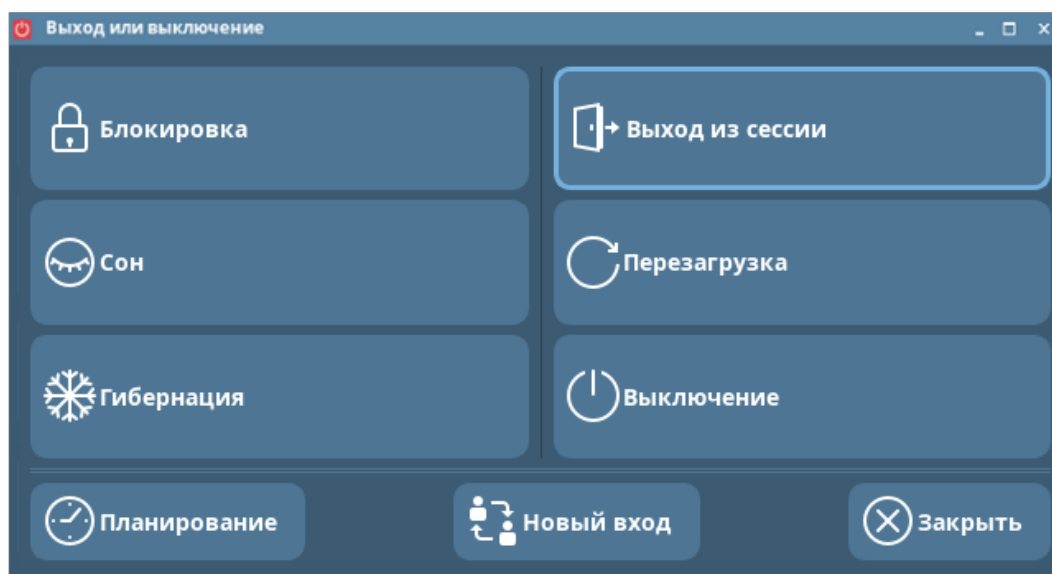 Выход или выключение
Блокировка
Выход из сессии
Сон
Перезагрузка
Гибернация
Выключение
Планирование
Новый вход
Закрыть